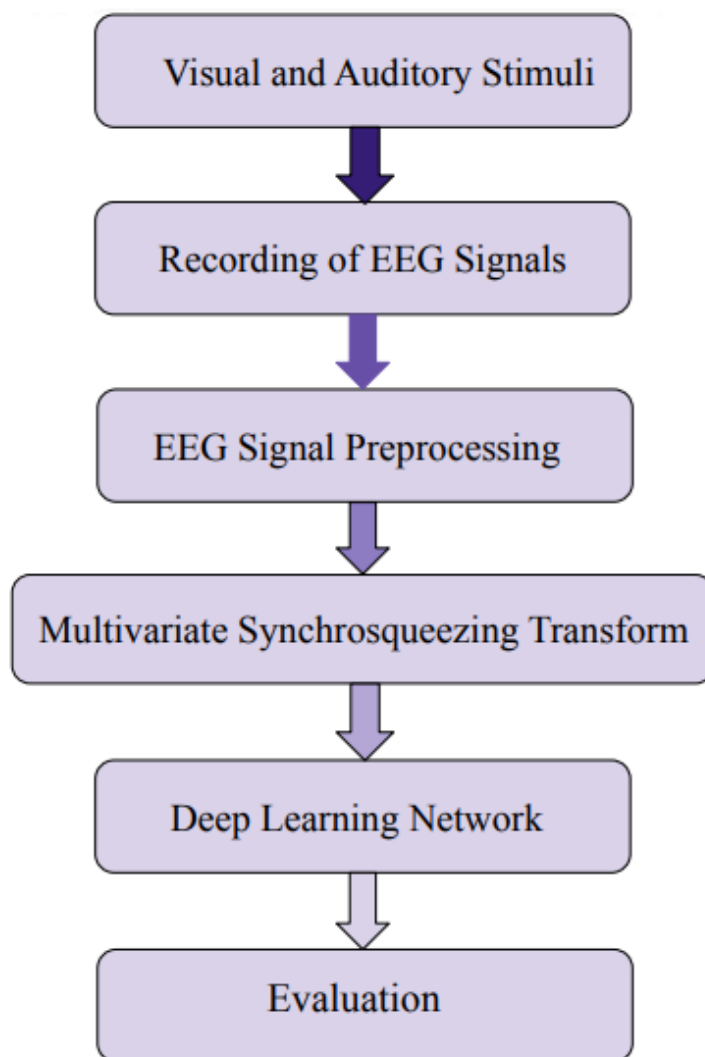 Visual and Auditory Stimuli
Recording of EEG Signals
EEG Signal Preprocessing
Multivariate Synchrosqueezing Transform
Deep Learning Network
Evaluation